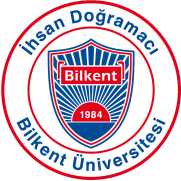 İhsan Doğramacı
Bilkent
1984
Bilkent Üniversitesi